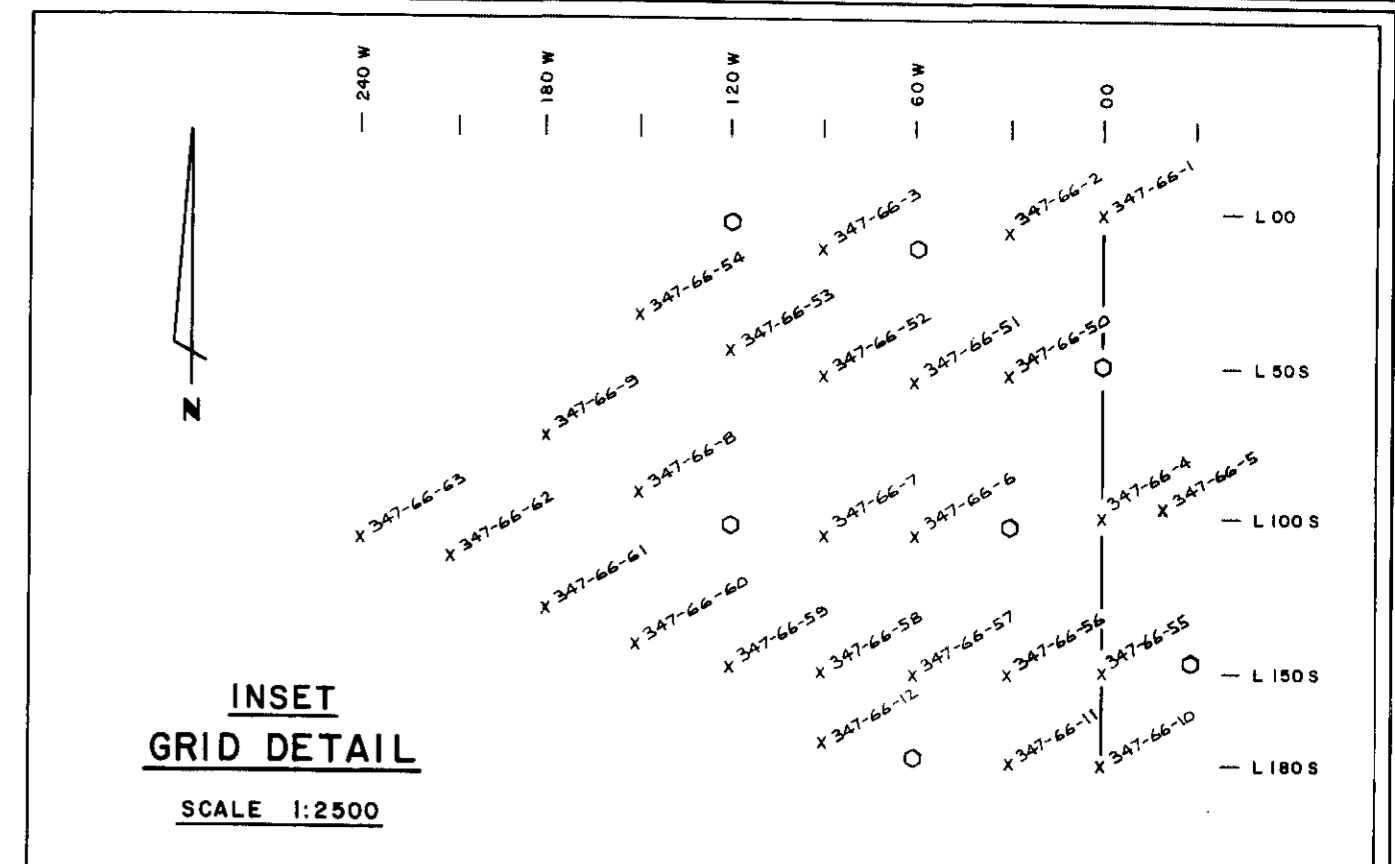 240 W
180 W
120 W
60 W
00
347-66-1
347-66-2
347-66-3
L 00
347-66-54
347-66-53
347-66-52
347-66-51
347-66-50
L 50 S
347-66-9
347-66-8
347-66-7
347-66-6
347-66-4
347-66-5
L 100 S
347-66-63
347-66-62
347-66-61
347-66-60
347-66-59
347-66-58
347-66-57
347-66-56
347-66-55
L 150 S
347-66-12
347-66-11
347-66-10
L 180 S
N
INSET
GRID DETAIL
SCALE 1:2500